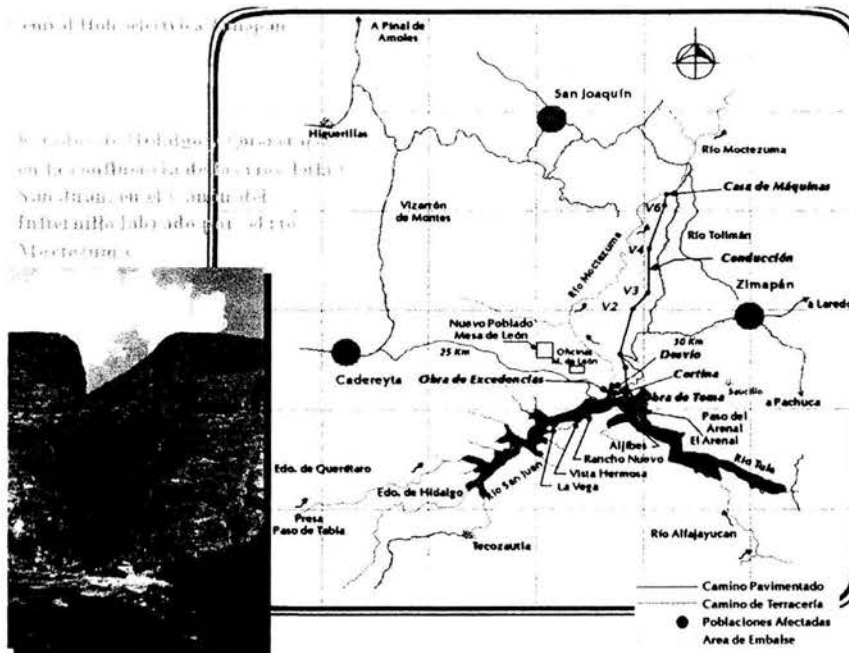 A Pinal de
Amoles
San Joaquín
Higuerillas
Río Moctezuma
Casa de Máquinas
Vizarrón
de Montes
V6
Río Tolimán
V4
Conducción
Río Moctezuma
V3
Zimapán
V2
a Laredo
Nuevo Poblado
Mesa de León
Oficinas
M. de León
30 Km
25 Km
Desvío
Cadereyta
Obra de Excedencias
Cortina
Obra de Toma
Saucillo
a Pachuca
Paso del
Arenal
El Arenal
Aljibes
Rancho Nuevo
Vista Hermosa
La Vega
Río Tula
Edo. de Querétaro
Edo. de Hidalgo
Río San Juan
Presa
Paso de Tabla
Tecozautla
Río Alfajayucan
Camino Pavimentado
Camino de Terracería
Poblaciones Afectadas
Area de Embalse